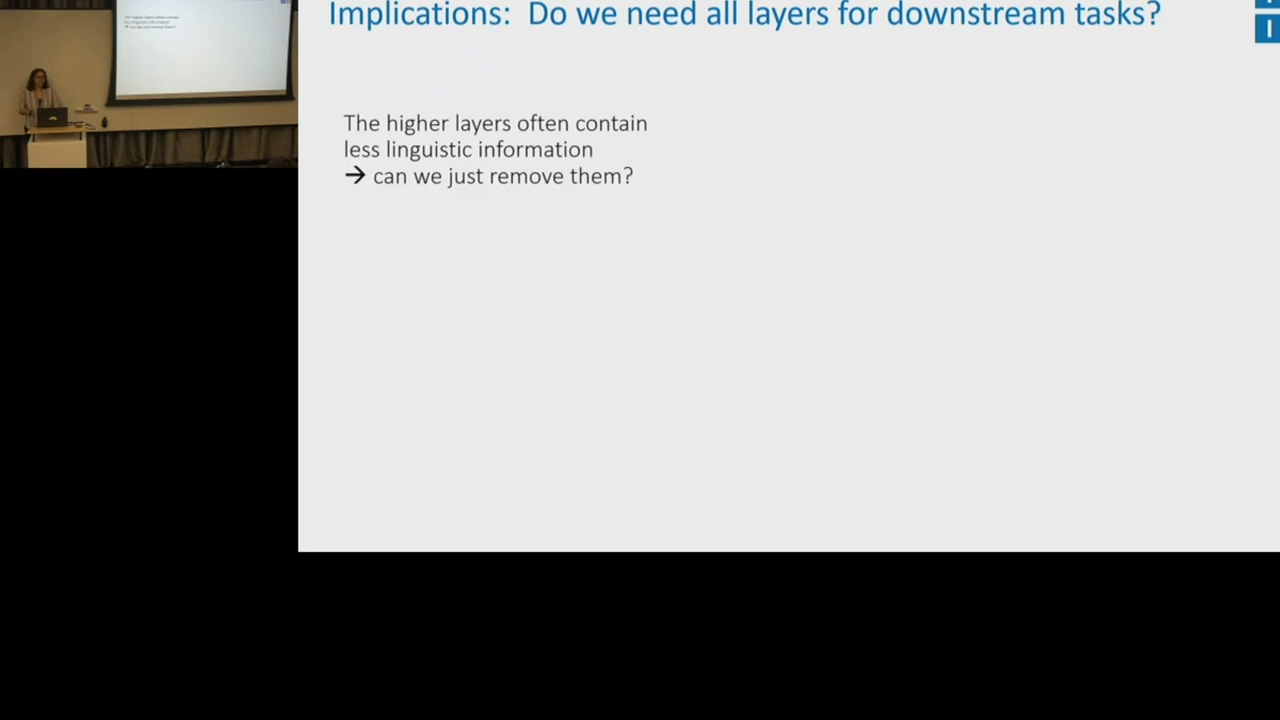 Implications: Do we need all layers for downstream tasks?
The higher layers often contain
less linguistic information
→ can we just remove them?